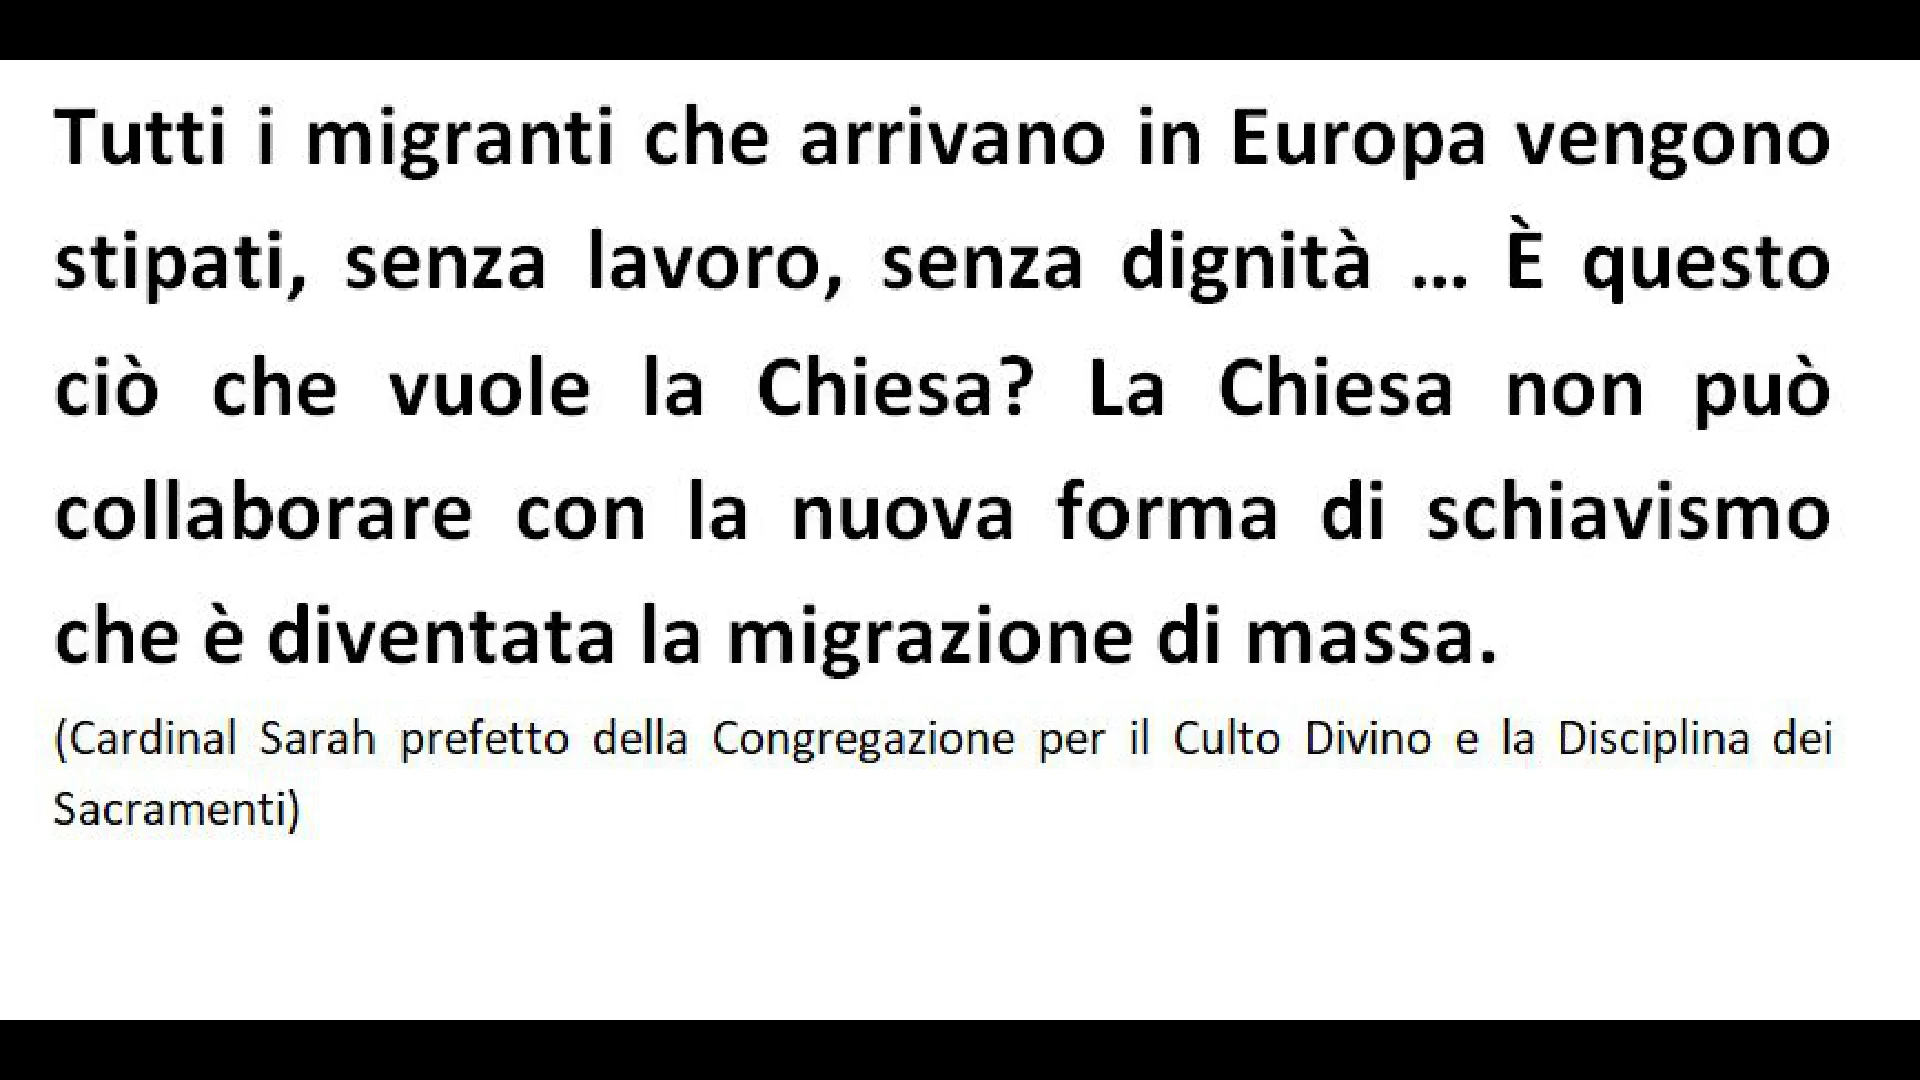 Tutti i migranti che arrivano in Europa vengono
stipati, senza lavoro, senza dignità ... È questo
ciò che vuole la Chiesa? La Chiesa non può
collaborare con la nuova forma di schiavismo
che è diventata la migrazione di massa.
(Cardinal Sarah prefetto della Congregazione per il Culto Divino e la Disciplina dei
Sacramenti)